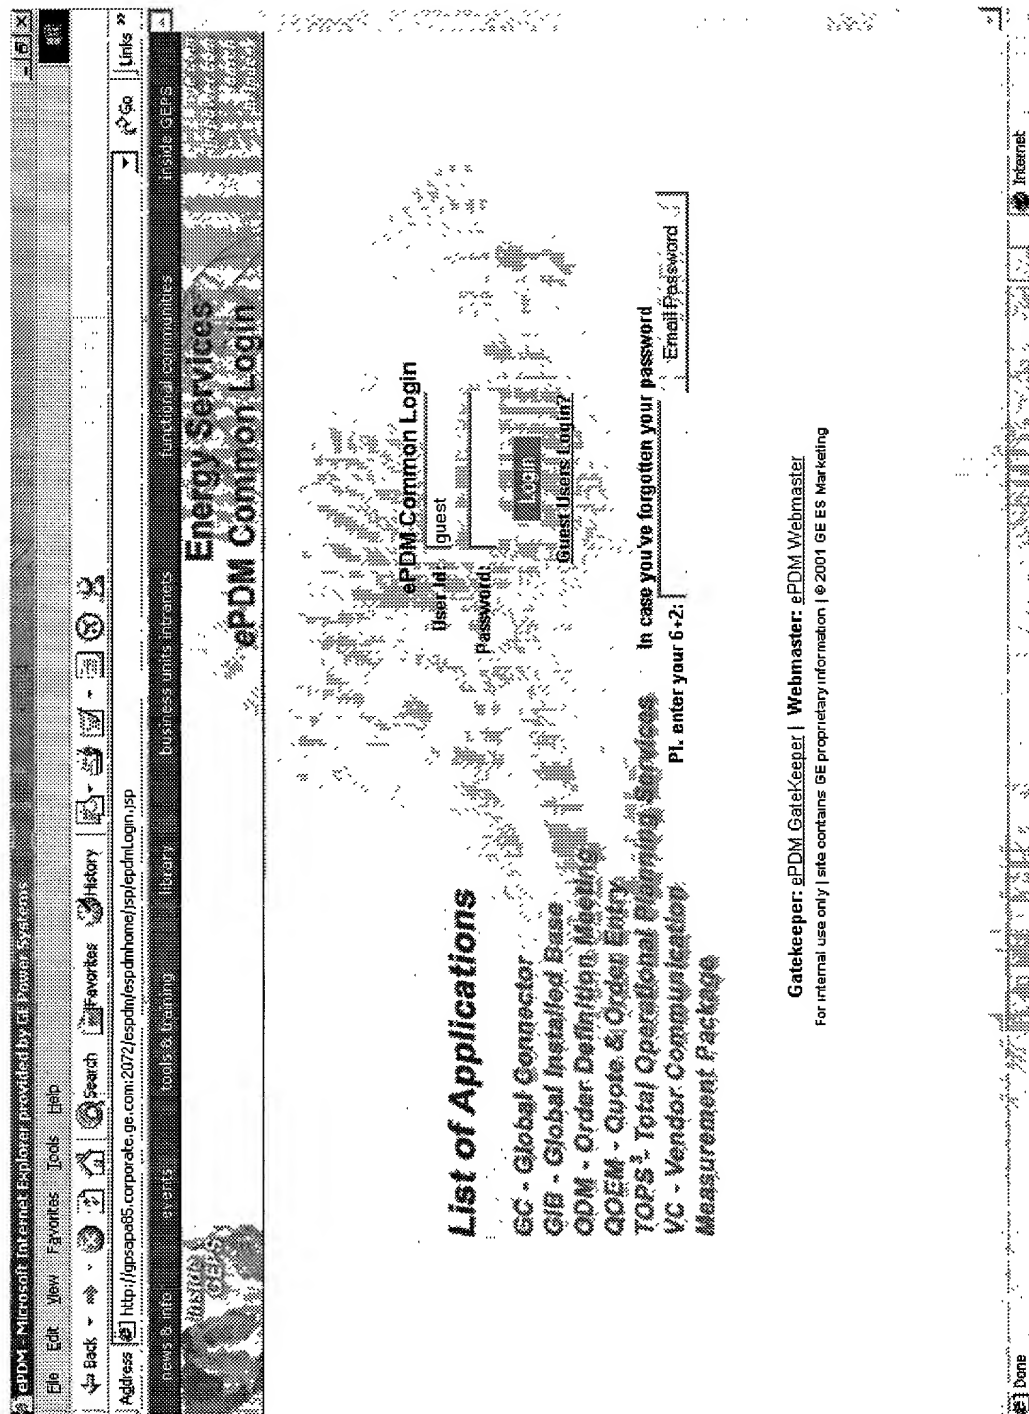 ePDM - Microsoft Internet Explorer provided by GE Power Systems
File Edit View Favorites Tools Help
Back Search Favorites History
Address http://gpsapa85.corporate.ge.com:2072/espdm/espdmhome/jsp/epdmLogin.jsp Go Links »
news & info events tools & training library business units intranets functional communities inside GEPS
inside GEPS
Energy Services
ePDM Common Login
List of Applications
GC - Global Connector
GIB - Global Installed Base
ODM - Order Definition Meeting
QOEM - Quote & Order Entry
TOPS³ - Total Operational Planning Services
VC - Vendor Communication
Measurement Package
ePDM Common Login
User Id: guest
Password:
Login
Guest Users Login?
In case you've forgotten your password
Pl. enter your 6+2: Email Password
Gatekeeper: ePDM GateKeeper | Webmaster: ePDM Webmaster
For internal use only | site contains GE proprietary information | © 2001 GE ES Marketing
Done Internet